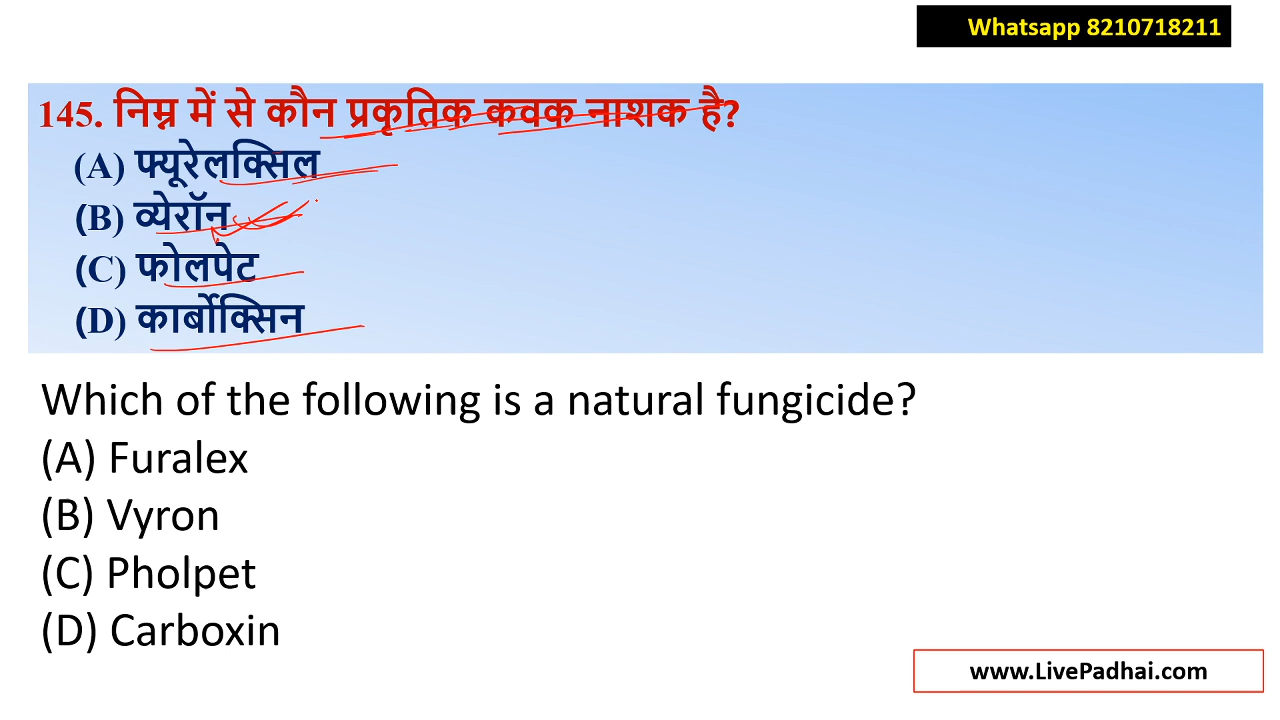 Whatsapp 8210718211
145. निम्न में से कौन प्रकृतिक कवक नाशक है?
(A) फ्यूरेलक्सिल
(B) व्येरॉन
(C) फोलपेट
(D) कार्बोक्सिन
Which of the following is a natural fungicide?
(A) Furalex
(B) Vyron
(C) Pholpet
(D) Carboxin
www.LivePadhai.com